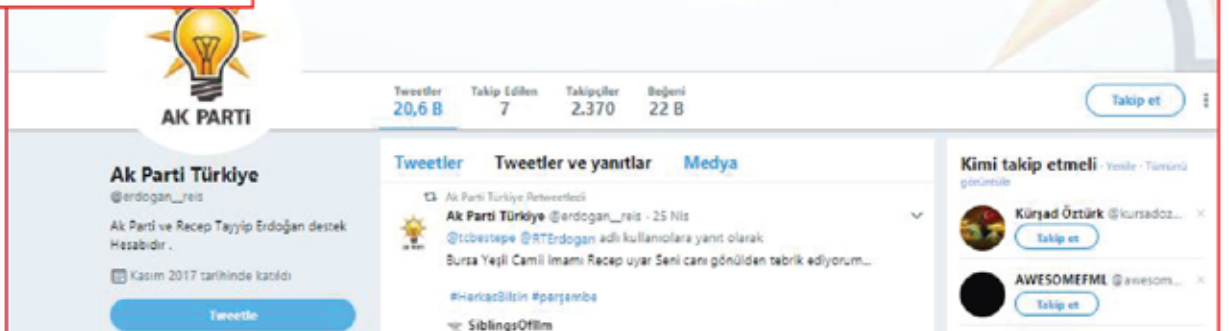 AK PARTİ
Tweetler Takip Edilen Takipçiler Beğeni
20,6 B 7 2.370 22 B
Takip et
Ak Parti Türkiye
@erdogan__reis
Ak Parti ve Recep Tayyip Erdoğan destek
Hesabıdır .
Kasım 2017 tarihinde katıldı
Tweetle
Tweetler Tweetler ve yanıtlar Medya
Ak Parti Türkiye Retweetledi
Ak Parti Türkiye @erdogan__reis · 25 Nis
@tcbestepe @RTErdogan adlı kullanıcılara yanıt olarak
Bursa Yeşil Camii imamı Recep uyar Seni canı gönülden tebrik ediyorum...
#HerkesBilsin #perşembe
SiblingsOfIlm
Kimi takip etmeli · Yenile · Tümünü
görüntüle
Kürşad Öztürk @kursadoz...
Takip et
AWESOMEFML @awesom...
Takip et